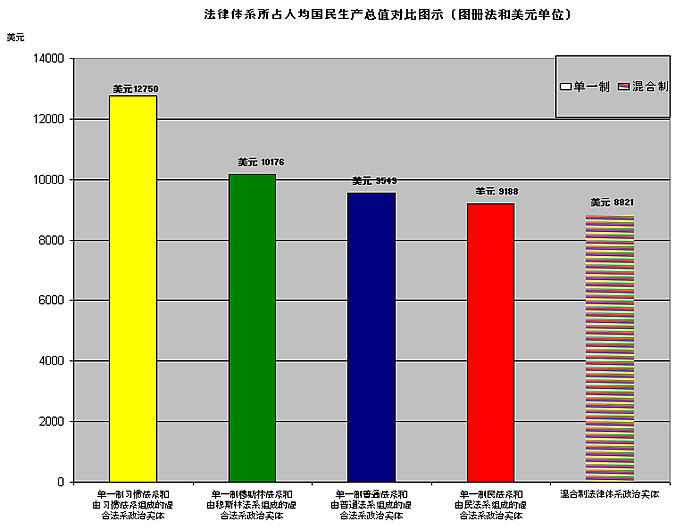 法律体系所占人均国民生产总值对比图示（图册法和美元单位）
美元
14000
12000
10000
8000
6000
4000
2000
0
单一制
混合制
美元12750
美元 10176
美元 9549
美元 9188
美元 8821
单一制习惯法系和
由习惯法系组成的混
合法系政治实体
单一制穆斯林法系和
由移斯林法系组成的混
合法系政治实体
单一制普通法系和
由普通法系组成的混
合法系政治实体
单一制民法系和
由民法系组成的混
合法系政治实体
混合制法律体系政治实体